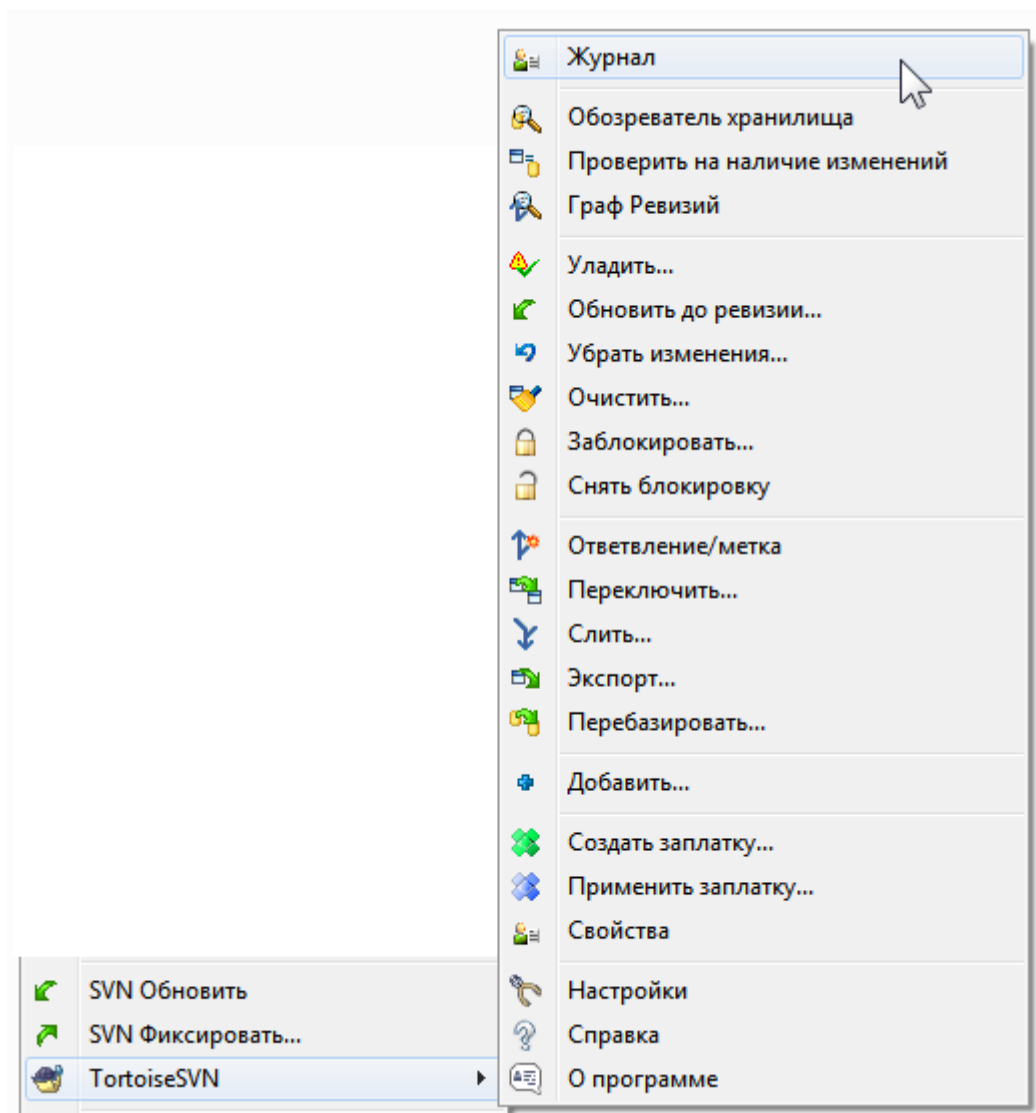 Журнал
Обозреватель хранилища
Проверить на наличие изменений
Граф Ревизий
Уладить...
Обновить до ревизии...
Убрать изменения...
Очистить...
Заблокировать...
Снять блокировку
Ответвление/метка
Переключить...
Слить...
Экспорт...
Перебазировать...
Добавить...
Создать заплатку...
Применить заплатку...
Свойства
Настройки
Справка
О программе
SVN Обновить
SVN Фиксировать...
TortoiseSVN